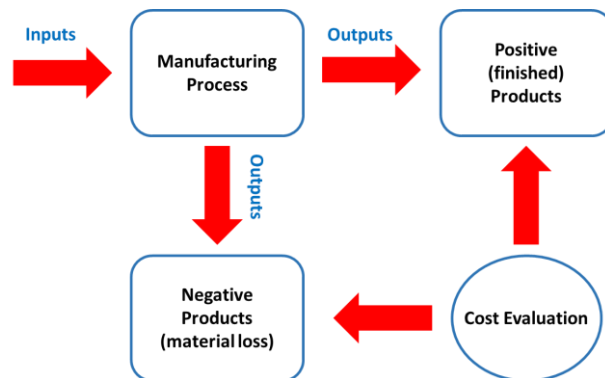 Inputs
Manufacturing
Process
Outputs
Positive
(finished)
Products
Outputs
Negative
Products
(material loss)
Cost Evaluation